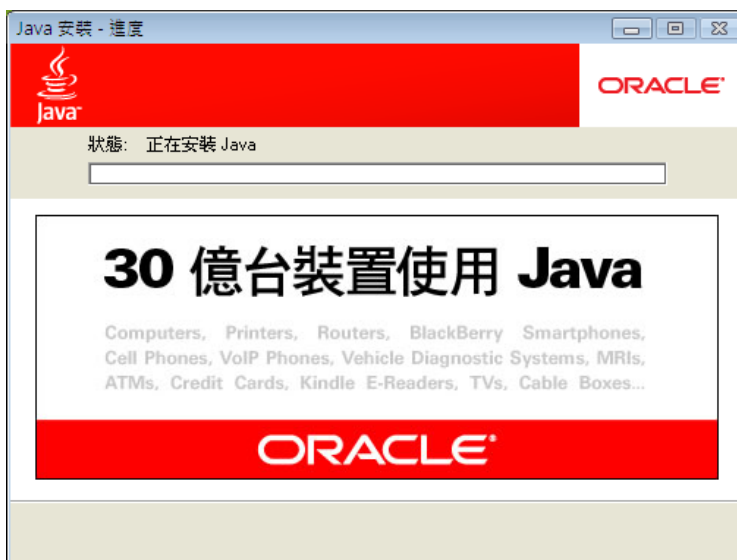 Java 安裝 - 進度
Java
ORACLE
狀態: 正在安裝 Java
30 億台裝置使用 Java
Computers, Printers, Routers, BlackBerry Smartphones,
Cell Phones, VoIP Phones, Vehicle Diagnostic Systems, MRIs,
ATMs, Credit Cards, Kindle E-Readers, TVs, Cable Boxes...
ORACLE